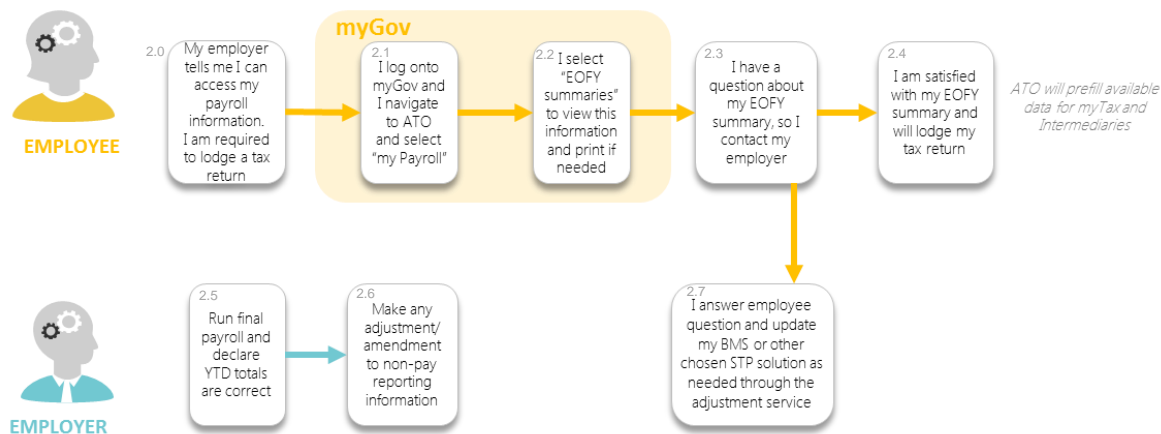 myGov
2.0
My employer
tells me I can
access my
payroll
information.
I am required
to lodge a tax
return
2.1
I log onto
myGov and
I navigate
to ATO
and select
“my Payroll”
2.2
I select
“EOFY
summaries”
to view this
information
and print if
needed
2.3
I have a
question about
my EOFY
summary, so I
contact my
employer
2.4
I am satisfied
with my EOFY
summary and
will lodge my
tax return
ATO will prefill available
data for myTax and
Intermediaries
EMPLOYEE
2.5
Run final
payroll and
declare
YTD totals
are correct
2.6
Make any
adjustment/
amendment
to non-pay
reporting
information
2.7
I answer employee
question and update
my BMS or other
chosen STP solution as
needed through the
adjustment service
EMPLOYER